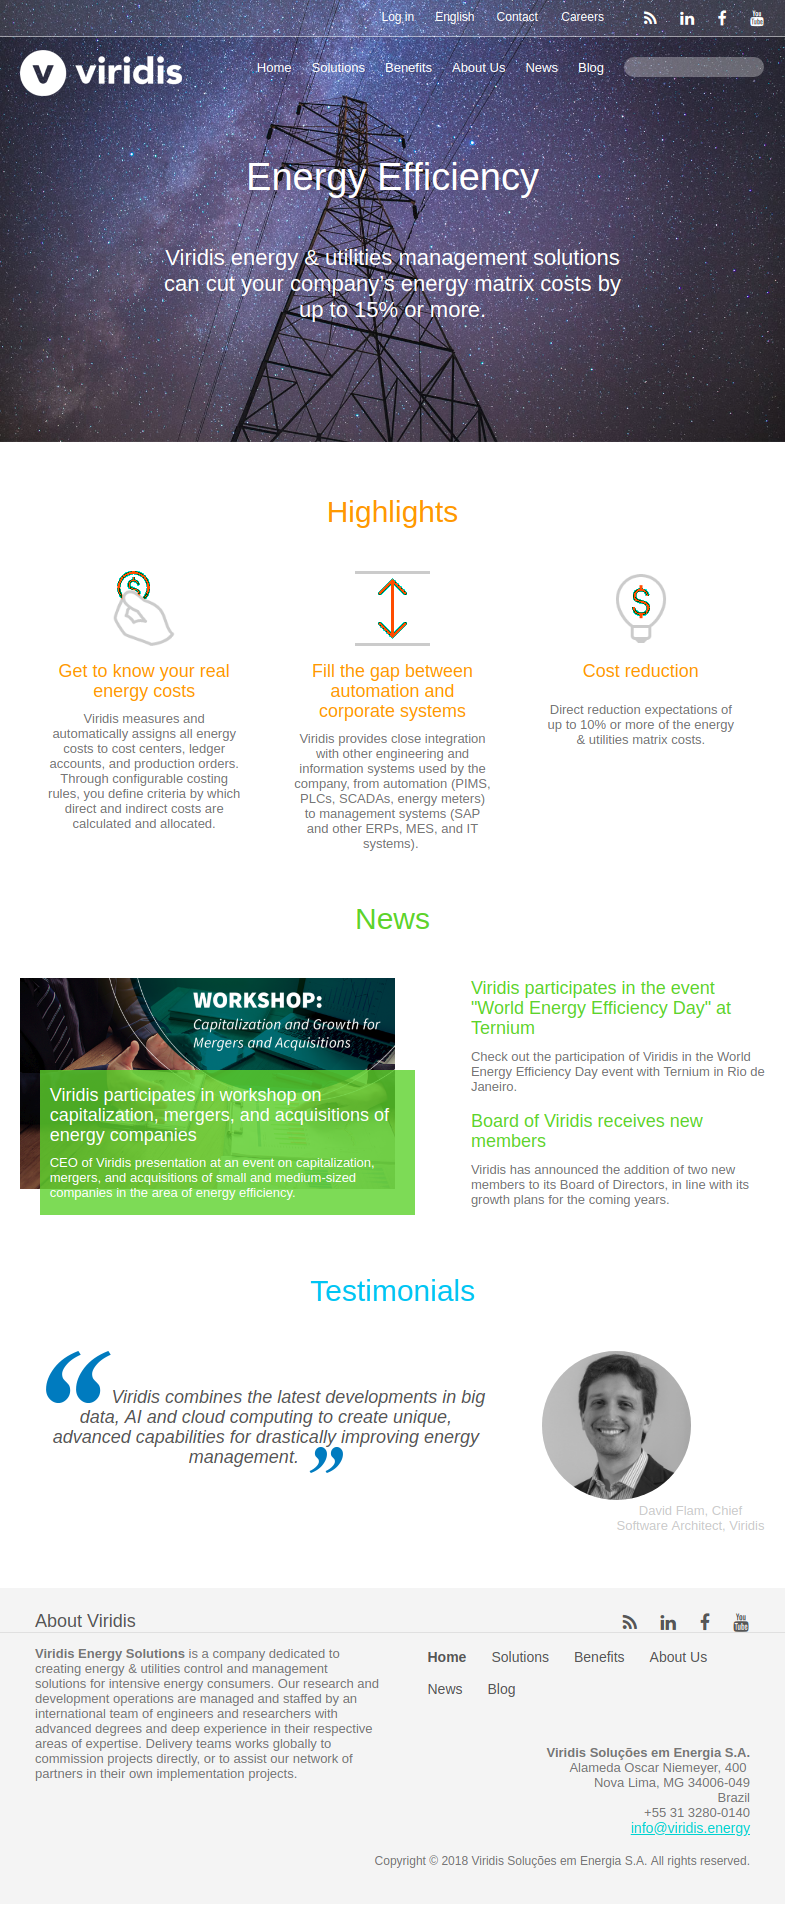 Log in English Contact Careers
You Tube
v viridis
Home Solutions Benefits About Us News Blog
Energy Efficiency
Viridis energy & utilities management solutions
can cut your company’s energy matrix costs by
up to 15% or more.
Highlights
Get to know your real
energy costs
Viridis measures and
automatically assigns all energy
costs to cost centers, ledger
accounts, and production orders.
Through configurable costing
rules, you define criteria by which
direct and indirect costs are
calculated and allocated.
Fill the gap between
automation and
corporate systems
Viridis provides close integration
with other engineering and
information systems used by the
company, from automation (PIMS,
PLCs, SCADAs, energy meters)
to management systems (SAP
and other ERPs, MES, and IT
systems).
Cost reduction
Direct reduction expectations of
up to 10% or more of the energy
& utilities matrix costs.
News
WORKSHOP:
Capitalization and Growth for
Mergers and Acquisitions
Viridis participates in workshop on
capitalization, mergers, and acquisitions of
energy companies
CEO of Viridis presentation at an event on capitalization,
mergers, and acquisitions of small and medium-sized
companies in the area of energy efficiency.
Viridis participates in the event
"World Energy Efficiency Day" at
Ternium
Check out the participation of Viridis in the World
Energy Efficiency Day event with Ternium in Rio de
Janeiro.
Board of Viridis receives new
members
Viridis has announced the addition of two new
members to its Board of Directors, in line with its
growth plans for the coming years.
Testimonials
“ Viridis combines the latest developments in big
data, AI and cloud computing to create unique,
advanced capabilities for drastically improving energy
management. ”
David Flam, Chief
Software Architect, Viridis
About Viridis
You Tube
Viridis Energy Solutions is a company dedicated to
creating energy & utilities control and management
solutions for intensive energy consumers. Our research and
development operations are managed and staffed by an
international team of engineers and researchers with
advanced degrees and deep experience in their respective
areas of expertise. Delivery teams works globally to
commission projects directly, or to assist our network of
partners in their own implementation projects.
Home Solutions Benefits About Us
News Blog
Viridis Soluções em Energia S.A.
Alameda Oscar Niemeyer, 400
Nova Lima, MG 34006-049
Brazil
+55 31 3280-0140
info@viridis.energy
Copyright © 2018 Viridis Soluções em Energia S.A. All rights reserved.